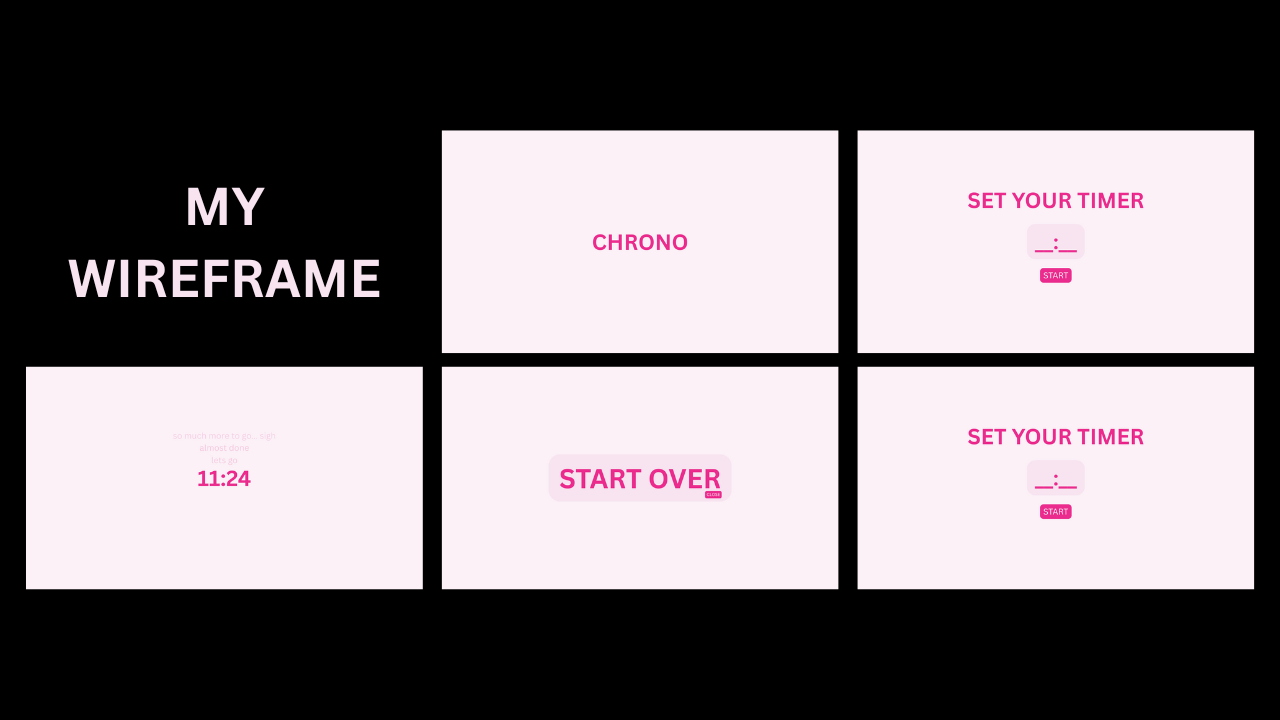 MY
WIREFRAME
CHRONO
SET YOUR TIMER
__:__
START
so much more to go... sigh
almost done
lets go
11:24
START OVER
CLOSE
SET YOUR TIMER
__:__
START